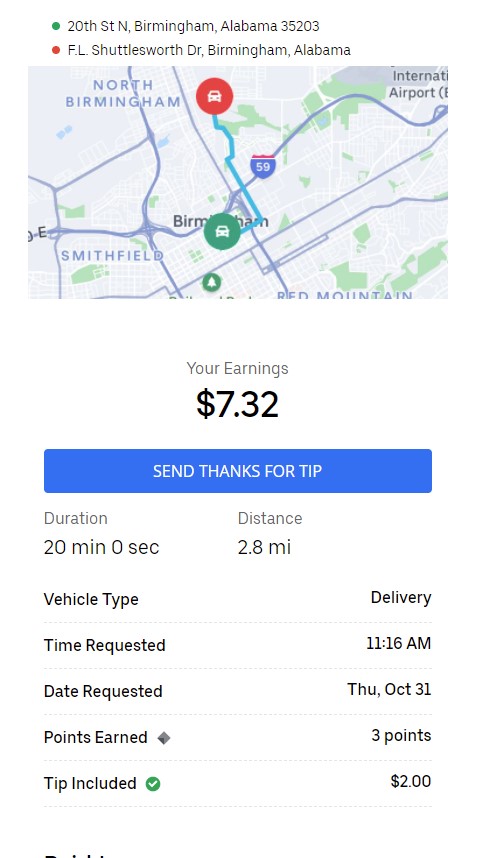 20th St N, Birmingham, Alabama 35203
F.L. Shuttlesworth Dr, Birmingham, Alabama
NORTH
BIRMINGHAM
Internati
Airport (B
59
Birmingham
SMITHFIELD
RED MOUNTAIN
Your Earnings
$7.32
SEND THANKS FOR TIP
Duration
Distance
20 min 0 sec
2.8 mi
Vehicle Type
Delivery
Time Requested
11:16 AM
Date Requested
Thu, Oct 31
Points Earned
3 points
Tip Included
$2.00